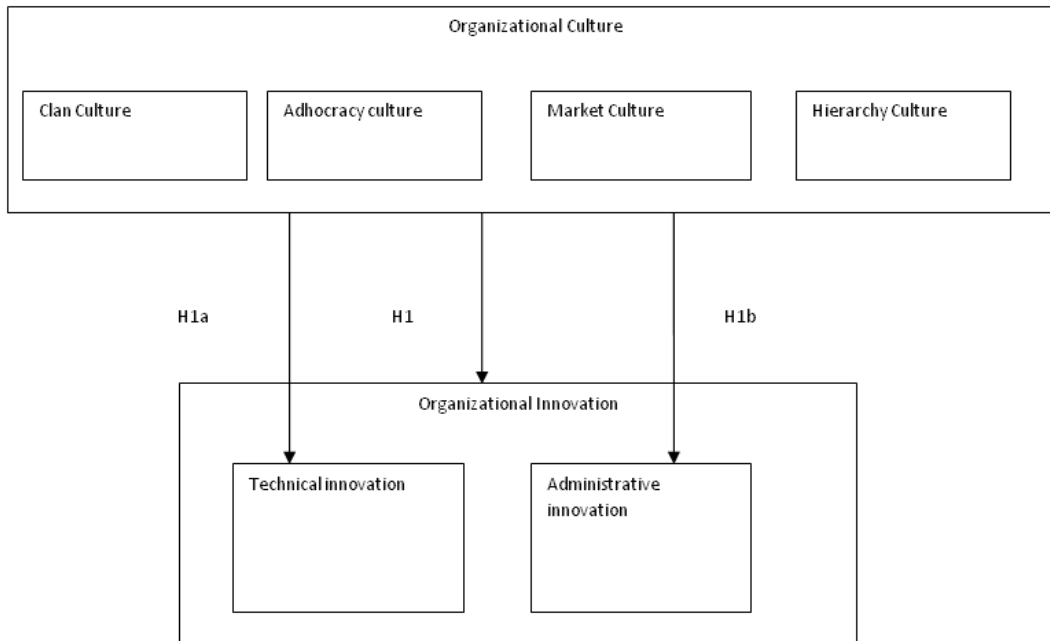 Organizational Culture
Clan Culture
Adhocracy culture
Market Culture
Hierarchy Culture
H1a
H1
H1b
Organizational Innovation
Technical innovation
Administrative
innovation